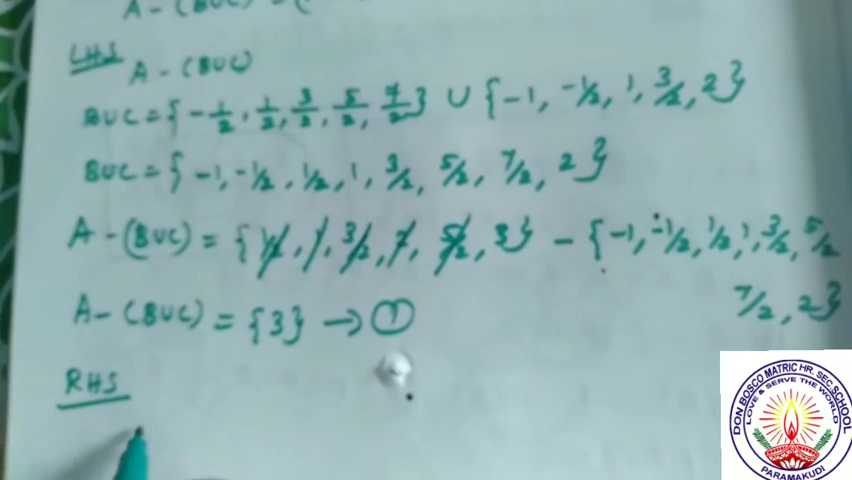 A - (BUC) = {
LHS
A - (BUC)
BUC = { -1/2, 1/2, 3/2, 5/2, 7/2 } U { -1, -1/2, 1, 3/2, 2 }
BUC = { -1, -1/2, 1/2, 1, 3/2, 5/2, 7/2, 2 }
A - (BUC) = { 1/2, 1, 3/2, 2, 5/2, 3 } - { -1, -1/2, 1/2, 1, 3/2, 5/2
7/2, 2 }
A - (BUC) = {3} → ①
RHS
DON BOSCO MATRIC HR. SEC. SCHOOL
LOVE & SERVE THE WORLD
PARAMAKUDI